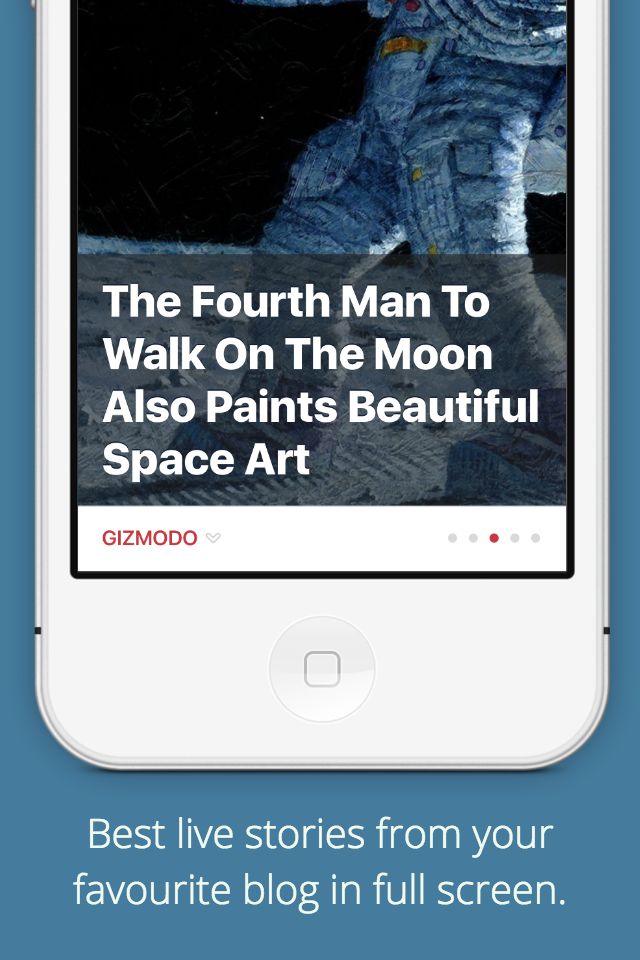 The Fourth Man To
Walk On The Moon
Also Paints Beautiful
Space Art
GIZMODO
Best live stories from your
favourite blog in full screen.